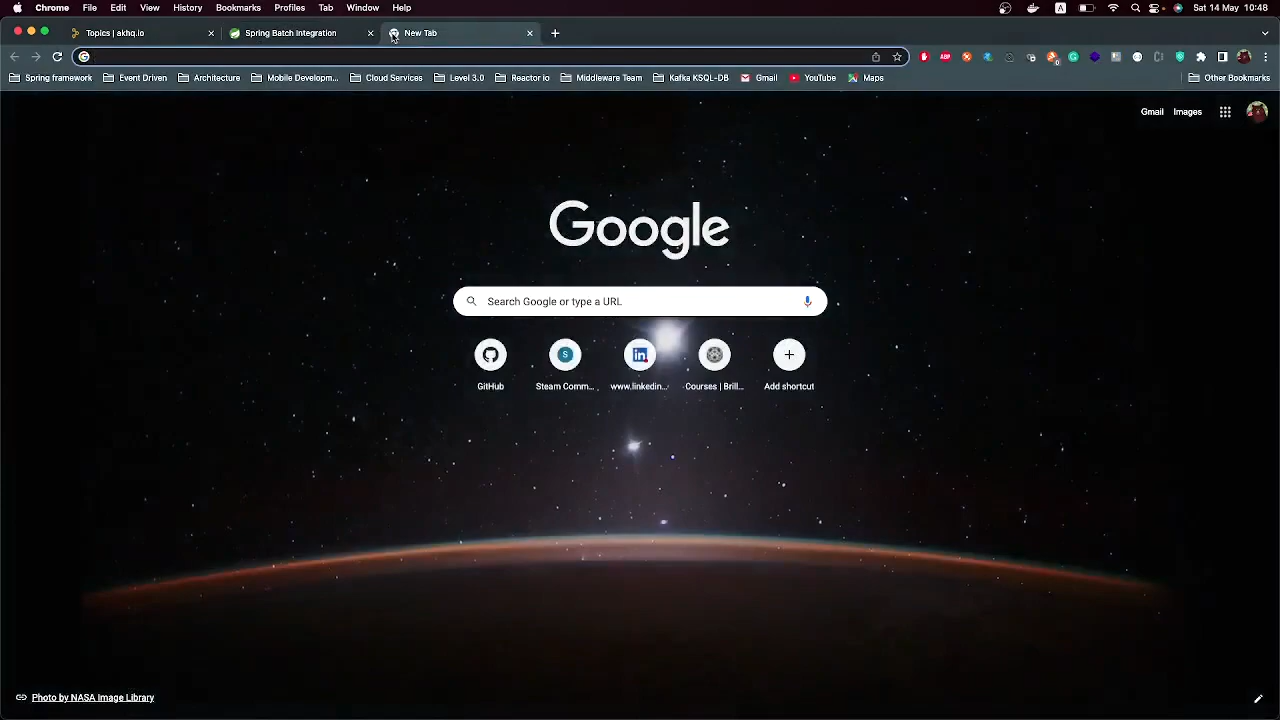 Chrome File Edit View History Bookmarks Profiles Tab Window Help A Sat 14 May 10:48
Topics | akhq.io Spring Batch Integration New Tab
Spring framework Event Driven Architecture Mobile Developm... Cloud Services Level 3.0 Reactor io Middleware Team Kafka KSQL-DB Gmail YouTube Maps Other Bookmarks
Gmail Images
Google
Search Google or type a URL
GitHub Steam Comm... www.linkedin... Courses | Brill... Add shortcut
Photo by NASA Image Library